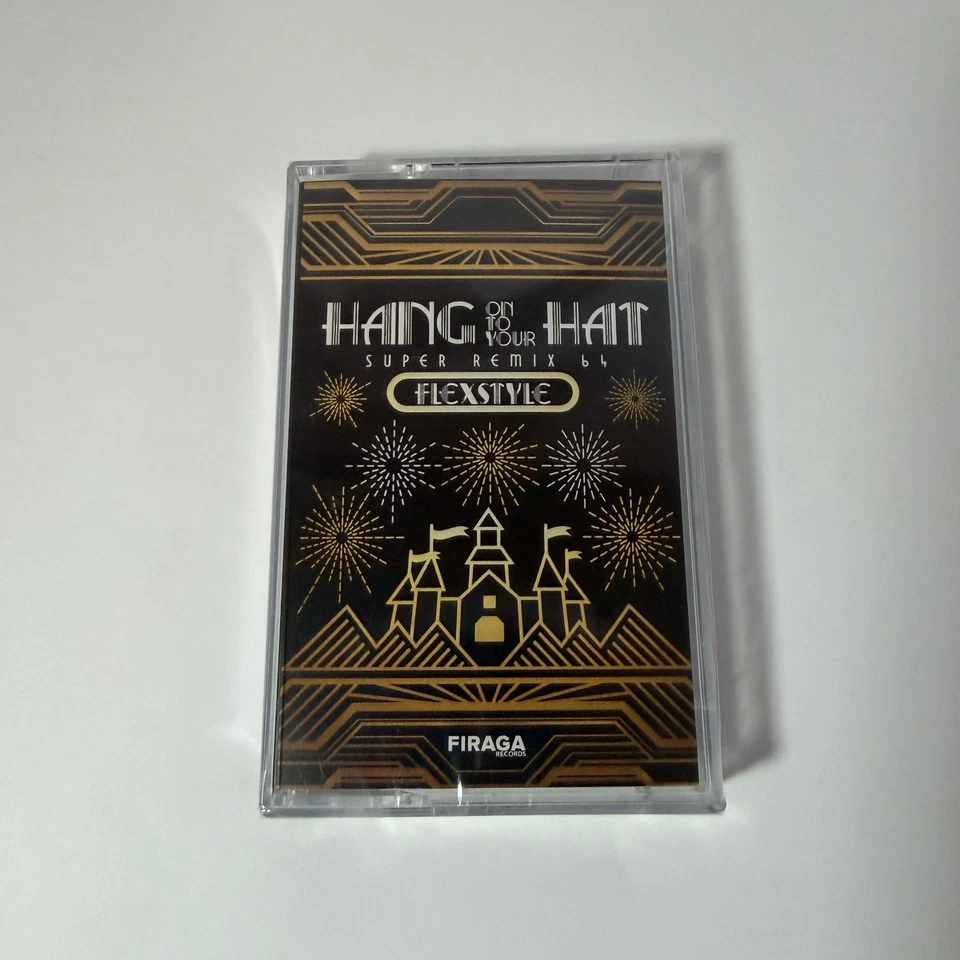 HANG ON TO YOUR HAT
SUPER REMIX 64
FLEXSTYLE
FIRAGA
RECORDS